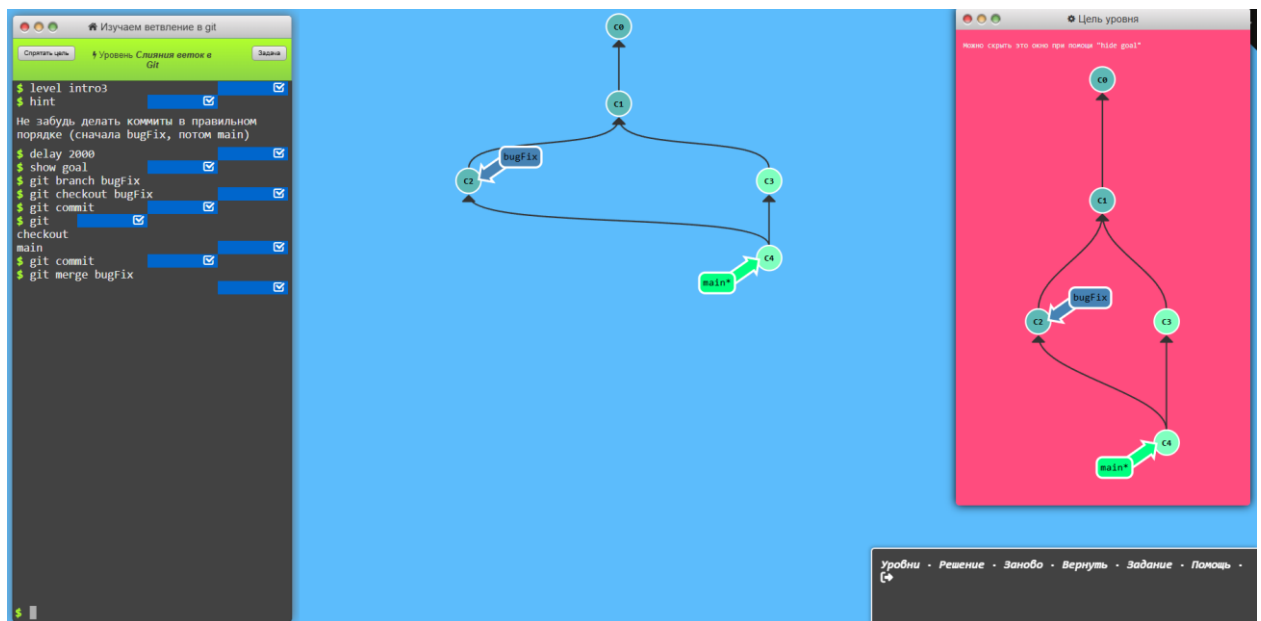 Изучаем ветвление в git
Спрятать цель
Уровень Слияния веток в
Git
Задача
$ level intro3
$ hint
Не забудь делать коммиты в правильном
порядке (сначала bugFix, потом main)
$ delay 2000
$ show goal
$ git branch bugFix
$ git checkout bugFix
$ git commit
$ git
checkout
main
$ git commit
$ git merge bugFix
$
C0
C1
bugFix
C2
C3
C4
main*
Цель уровня
Можно скрыть это окно при помощи "hide goal"
C0
C1
bugFix
C2
C3
C4
main*
Уровни · Решение · Заново · Вернуть · Задание · Помощь ·